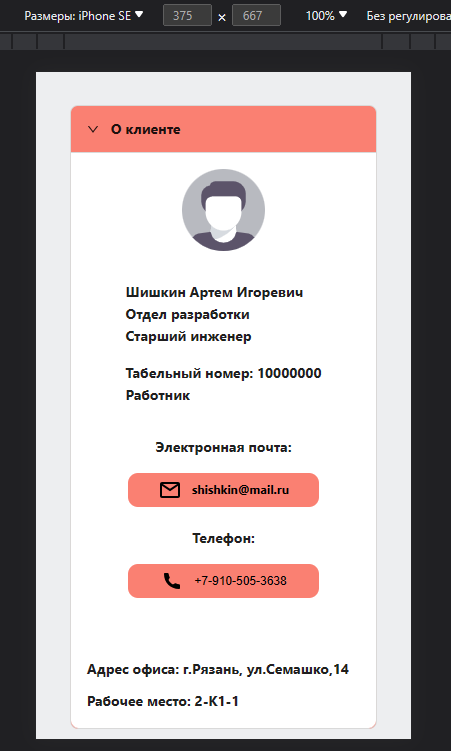 Размеры: iPhone SE 375 × 667 100% Без регулирова
О клиенте
Шишкин Артем Игоревич
Отдел разработки
Старший инженер
Табельный номер: 10000000
Работник
Электронная почта:
shishkin@mail.ru
Телефон:
+7-910-505-3638
Адрес офиса: г.Рязань, ул.Семашко,14
Рабочее место: 2-К1-1